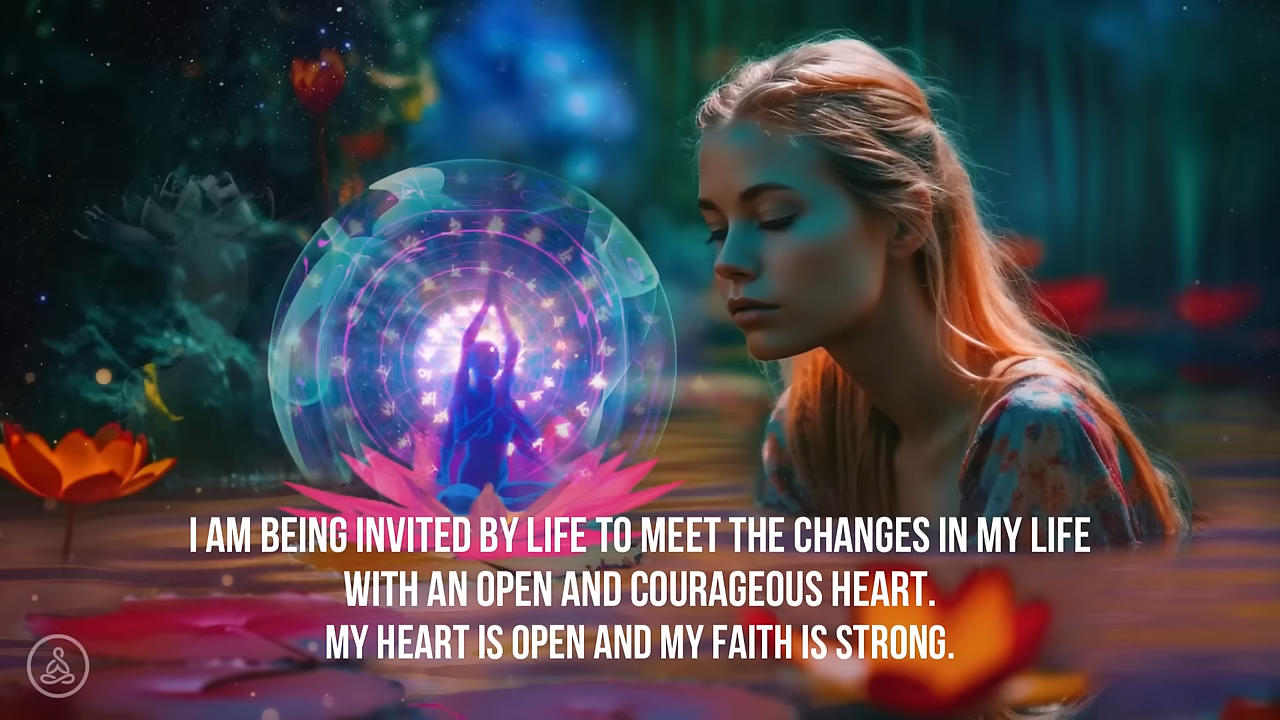 I AM BEING INVITED BY LIFE TO MEET THE CHANGES IN MY LIFE
WITH AN OPEN AND COURAGEOUS HEART.
MY HEART IS OPEN AND MY FAITH IS STRONG.